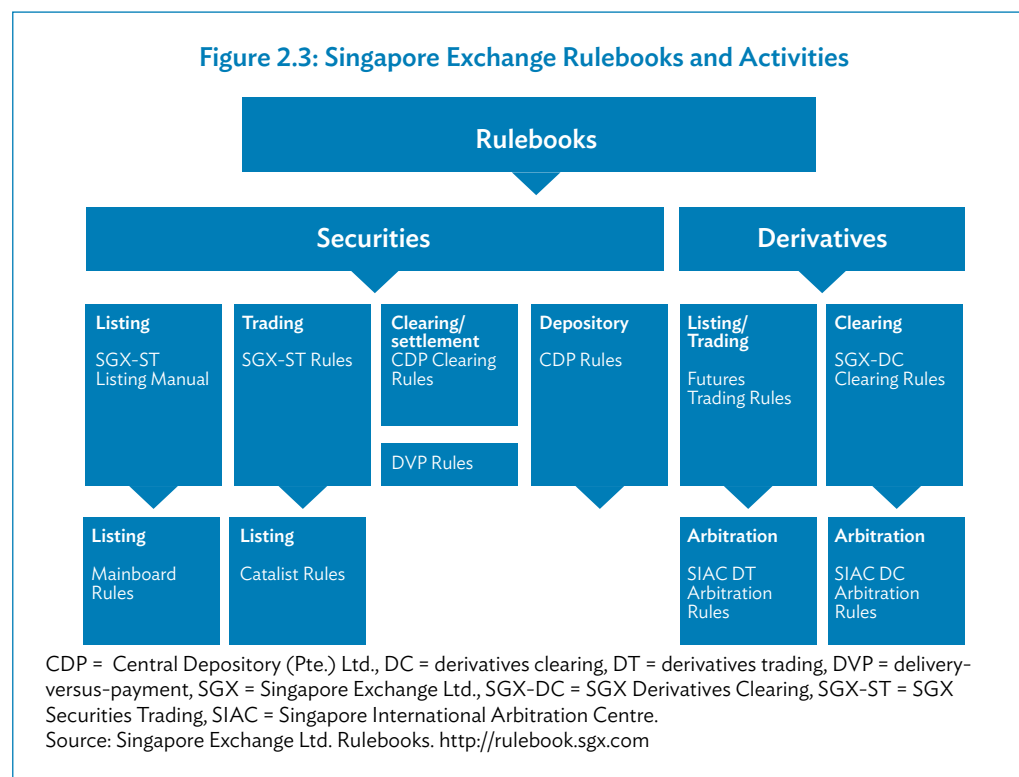 Figure 2.3: Singapore Exchange Rulebooks and Activities
Rulebooks
Securities
Derivatives
Listing
SGX-ST
Listing Manual
Trading
SGX-ST Rules
Clearing/
settlement
CDP Clearing
Rules
DVP Rules
Depository
CDP Rules
Listing/
Trading
Futures
Trading Rules
Clearing
SGX-DC
Clearing Rules
Listing
Mainboard
Rules
Listing
Catalist Rules
Arbitration
SIAC DT
Arbitration
Rules
Arbitration
SIAC DC
Arbitration
Rules
CDP = Central Depository (Pte.) Ltd., DC = derivatives clearing, DT = derivatives trading, DVP = delivery-
versus-payment, SGX = Singapore Exchange Ltd., SGX-DC = SGX Derivatives Clearing, SGX-ST = SGX
Securities Trading, SIAC = Singapore International Arbitration Centre.
Source: Singapore Exchange Ltd. Rulebooks. http://rulebook.sgx.com